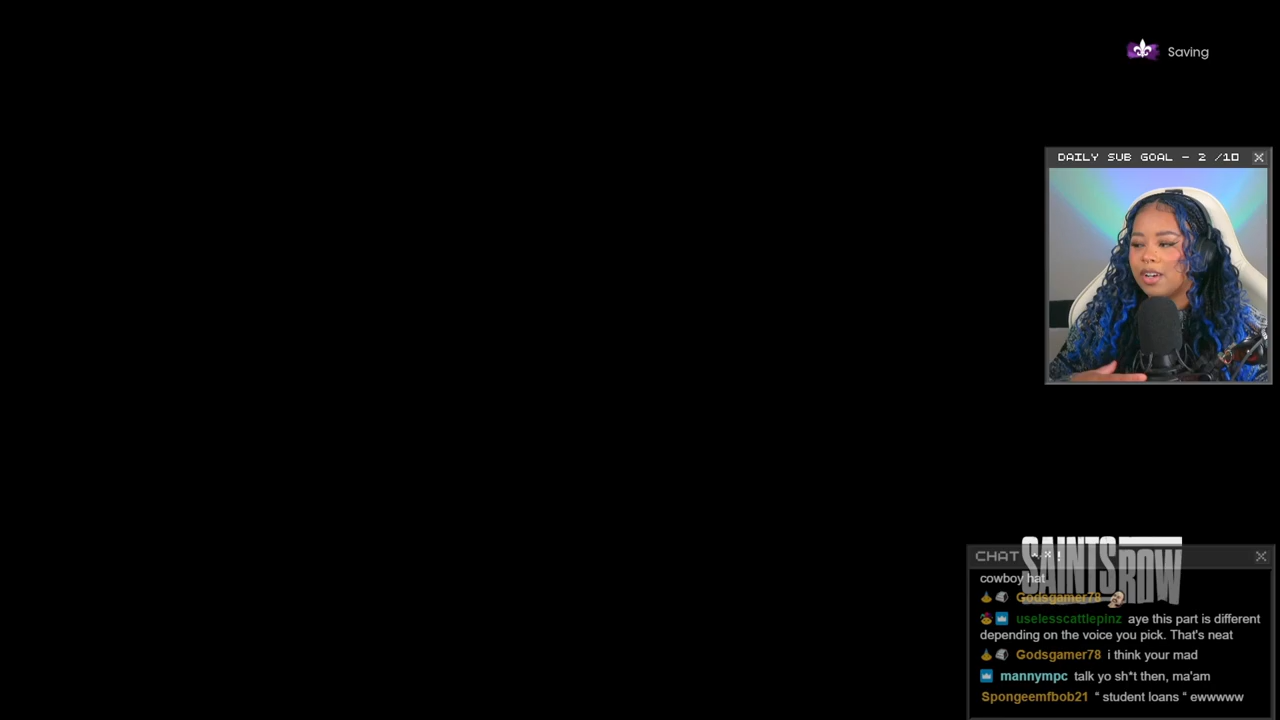 Saving
DAILY SUB GOAL - 2 /10
CHAT ^-^!
SAINTS ROW
cowboy hat
Godsgamer78
uselesscattlepinz aye this part is different
depending on the voice you pick. That's neat
Godsgamer78 i think your mad
mannympc talk yo sh*t then, ma'am
Spongeemfbob21 “ student loans “ ewwwww